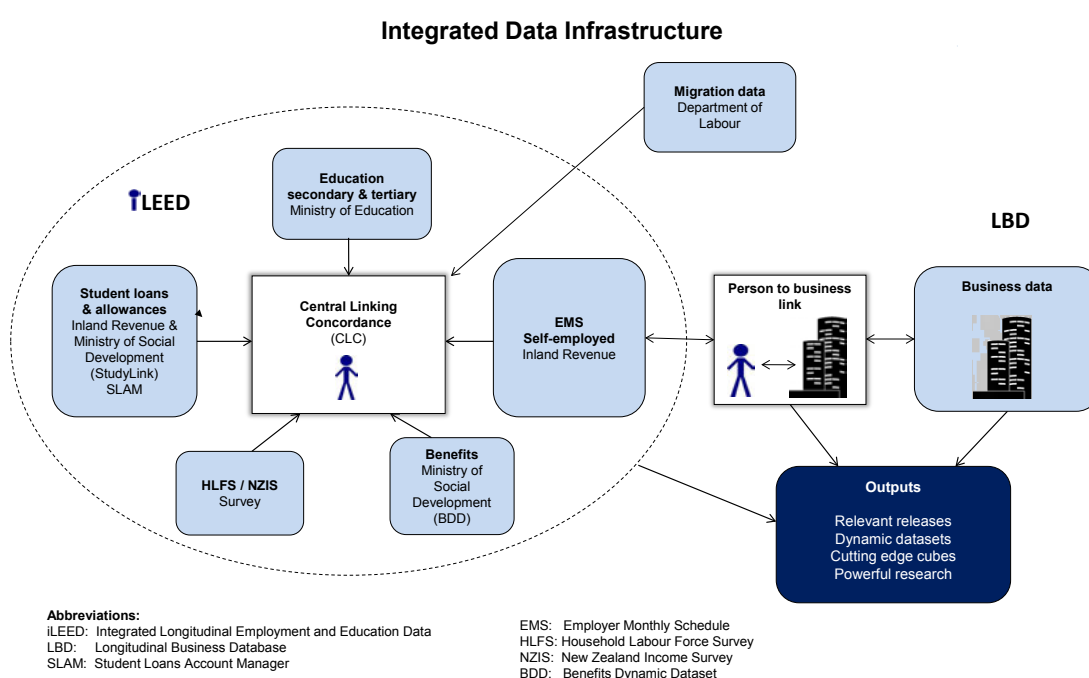 Integrated Data Infrastructure
Migration data
Department of
Labour
Education
secondary & tertiary
Ministry of Education
iLEED
LBD
Student loans
& allowances
Inland Revenue &
Ministry of Social
Development
(StudyLink)
SLAM
Central Linking
Concordance
(CLC)
EMS
Self-employed
Inland Revenue
Person to business
link
Business data
HLFS / NZIS
Survey
Benefits
Ministry of
Social
Development
(BDD)
Outputs
Relevant releases
Dynamic datasets
Cutting edge cubes
Powerful research
Abbreviations:
iLEED: Integrated Longitudinal Employment and Education Data
LBD: Longitudinal Business Database
SLAM: Student Loans Account Manager
EMS: Employer Monthly Schedule
HLFS: Household Labour Force Survey
NZIS: New Zealand Income Survey
BDD: Benefits Dynamic Dataset